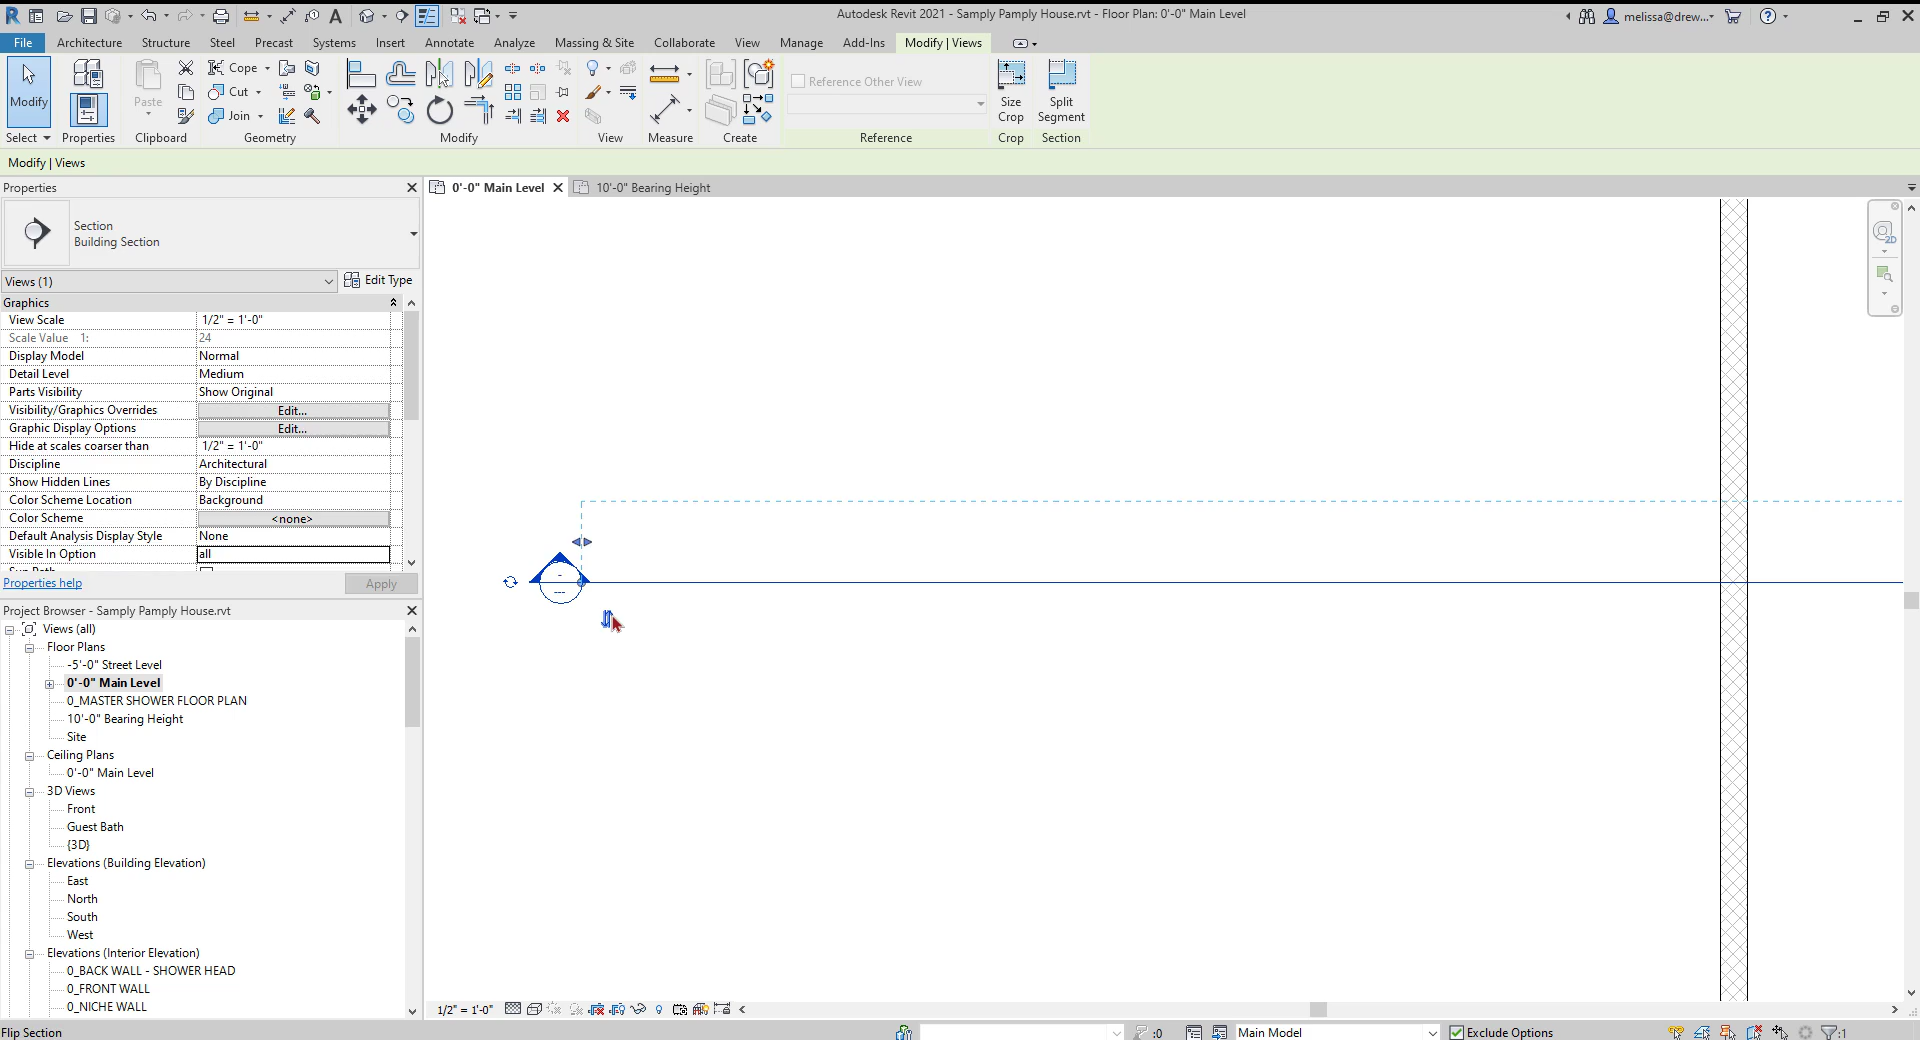 Autodesk Revit 2021 - Samply Pamply House.rvt - Floor Plan: 0'-0" Main Level
melissa@drew...
File Architecture Structure Steel Precast Systems Insert Annotate Analyze Massing & Site Collaborate View Manage Add-Ins Modify | Views
Cope
Reference Other View
Cut
Modify
Paste
Size
Crop
Split
Segment
Join
Select Properties Clipboard Geometry Modify View Measure Create Reference Crop Section
Modify | Views
Properties
0'-0" Main Level
10'-0" Bearing Height
Section
Building Section
Views (1)
Edit Type
Graphics
View Scale 1/2" = 1'-0"
Scale Value 1: 24
Display Model Normal
Detail Level Medium
Parts Visibility Show Original
Visibility/Graphics Overrides Edit...
Graphic Display Options Edit...
Hide at scales coarser than 1/2" = 1'-0"
Discipline Architectural
Show Hidden Lines By Discipline
Color Scheme Location Background
Color Scheme <none>
Default Analysis Display Style None
Visible In Option all
Properties help
Apply
Project Browser - Samply Pamply House.rvt
Views (all)
Floor Plans
-5'-0" Street Level
0'-0" Main Level
0_MASTER SHOWER FLOOR PLAN
10'-0" Bearing Height
Site
Ceiling Plans
0'-0" Main Level
3D Views
Front
Guest Bath
{3D}
Elevations (Building Elevation)
East
North
South
West
Elevations (Interior Elevation)
0_BACK WALL - SHOWER HEAD
0_FRONT WALL
0_NICHE WALL
2D
-
---
1/2" = 1'-0"
Flip Section
:0
Main Model
Exclude Options
:1